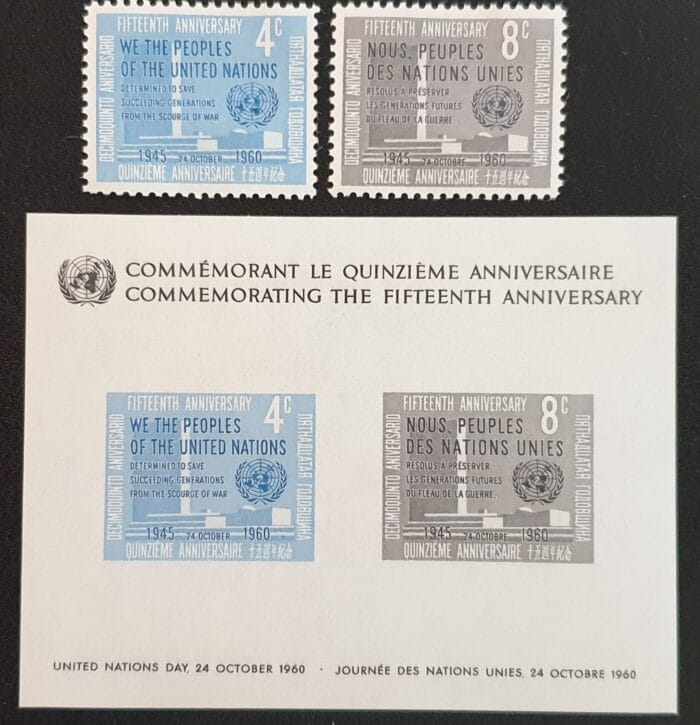 FIFTEENTH ANNIVERSARY 4c
WE THE PEOPLES
OF THE UNITED NATIONS
DETERMINED TO SAVE
SUCCEEDING GENERATIONS
FROM THE SCOURGE OF WAR
DECIMOQUINTO ANIVERSARIO
ПЯТНАДЦАТАЯ ГОДОВЩИНА
1945 24 OCTOBER 1960
QUINZIÈME ANNIVERSAIRE 十五週年紀念
FIFTEENTH ANNIVERSARY 8c
NOUS, PEUPLES
DES NATIONS UNIES
RÉSOLUS À PRÉSERVER
LES GÉNÉRATIONS FUTURES
DU FLÉAU DE LA GUERRE...
DECIMOQUINTO ANIVERSARIO
ПЯТНАДЦАТАЯ ГОДОВЩИНА
1945 24 OCTOBRE 1960
QUINZIÈME ANNIVERSAIRE 十五週年紀念
COMMÉMORANT LE QUINZIÈME ANNIVERSAIRE
COMMEMORATING THE FIFTEENTH ANNIVERSARY
FIFTEENTH ANNIVERSARY 4c
WE THE PEOPLES
OF THE UNITED NATIONS
DETERMINED TO SAVE
SUCCEEDING GENERATIONS
FROM THE SCOURGE OF WAR
DECIMOQUINTO ANIVERSARIO
ПЯТНАДЦАТАЯ ГОДОВЩИНА
1945 24 OCTOBER 1960
QUINZIÈME ANNIVERSAIRE 十五週年紀念
FIFTEENTH ANNIVERSARY 8c
NOUS, PEUPLES
DES NATIONS UNIES
RÉSOLUS À PRÉSERVER
LES GÉNÉRATIONS FUTURES
DU FLÉAU DE LA GUERRE...
DECIMOQUINTO ANIVERSARIO
ПЯТНАДЦАТАЯ ГОДОВЩИНА
1945 24 OCTOBRE 1960
QUINZIÈME ANNIVERSAIRE 十五週年紀念
UNITED NATIONS DAY, 24 OCTOBER 1960 · JOURNÉE DES NATIONS UNIES, 24 OCTOBRE 1960